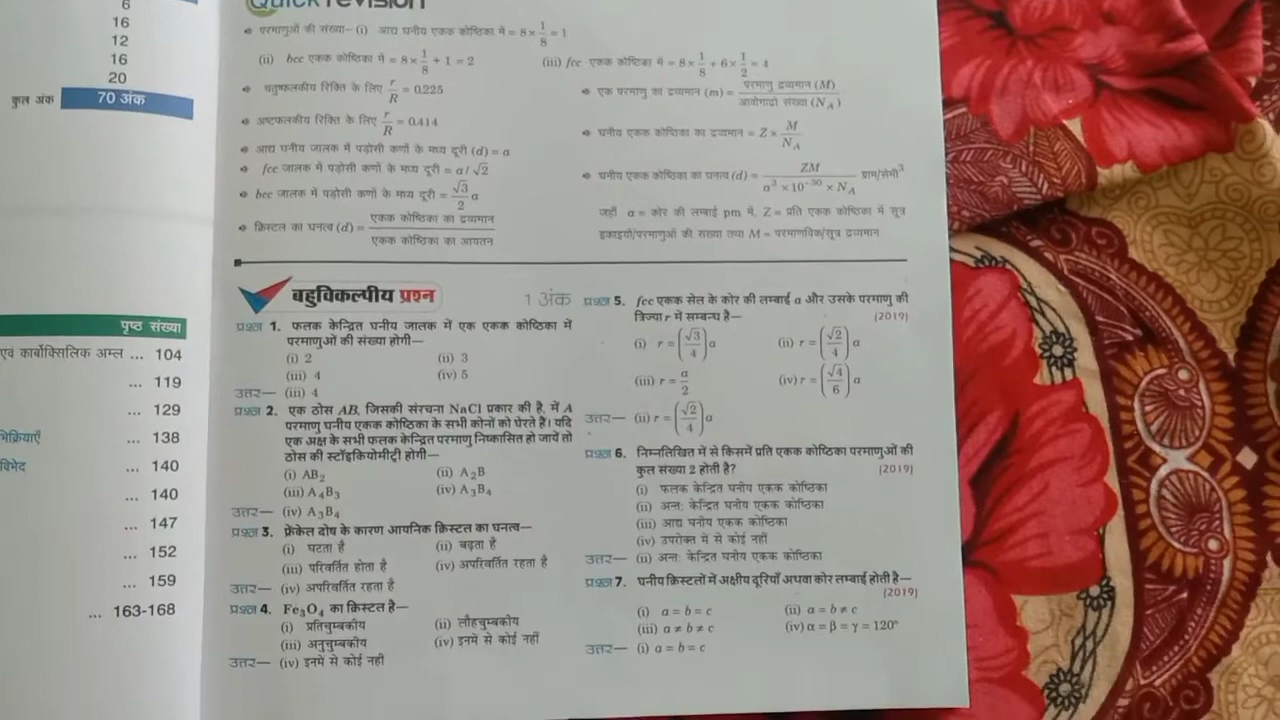 6
16
12
16
20
कुल अंक 70 अंक
पृष्ठ संख्या
एवं कार्बोक्सिलिक अम्ल ... 104
... 119
... 129
... 138
विभेद ... 140
... 140
... 147
... 152
... 159
... 163-168
Quick revision
परमाणुओं की संख्या— (i) आद्य घनीय एकक कोष्ठिका में = 8 × 1/8 = 1
(ii) bcc एकक कोष्ठिका में = 8 × 1/8 + 1 = 2
(iii) fcc एकक कोष्ठिका में = 8 × 1/8 + 6 × 1/2 = 4
चतुष्फलकीय रिक्ति के लिए r/R = 0.225
अष्टफलकीय रिक्ति के लिए r/R = 0.414
आद्य घनीय जालक में पड़ोसी कणों के मध्य दूरी (d) = a
fcc जालक में पड़ोसी कणों के मध्य दूरी = a/√2
bcc जालक में पड़ोसी कणों के मध्य दूरी = √3/2 a
क्रिस्टल का घनत्व (d) = एकक कोष्ठिका का द्रव्यमान / एकक कोष्ठिका का आयतन
एक परमाणु का द्रव्यमान (m) = परमाणु द्रव्यमान (M) / आवोगाद्रो संख्या (N_A)
घनीय एकक कोष्ठिका का द्रव्यमान = Z × M/N_A
घनीय एकक कोष्ठिका का घनत्व (d) = ZM / a³ × 10⁻³⁰ × N_A ग्राम/सेमी³
जहाँ a = कोर की लम्बाई pm में, Z = प्रति एकक कोष्ठिका में सूत्र
इकाइयों/परमाणुओं की संख्या तथा M = परमाणविक/सूत्र द्रव्यमान
बहुविकल्पीय प्रश्न 1 अंक
प्रश्न 1. फलक केन्द्रित घनीय जालक में एक एकक कोष्ठिका में
परमाणुओं की संख्या होगी—
(i) 2 (ii) 3
(iii) 4 (iv) 5
उत्तर— (iii) 4
प्रश्न 2. एक ठोस AB, जिसकी संरचना NaCl प्रकार की है, में A
परमाणु घनीय एकक कोष्ठिका के सभी कोनों को घेरते हैं। यदि
एक अक्ष के सभी फलक केन्द्रित परमाणु निष्कासित हो जायें तो
ठोस की स्टॉइकियोमीट्री होगी—
(i) AB₂ (ii) A₂B
(iii) A₄B₃ (iv) A₃B₄
उत्तर— (iv) A₃B₄
प्रश्न 3. फ्रेंकेल दोष के कारण आयनिक क्रिस्टल का घनत्व—
(i) घटता है (ii) बढ़ता है
(iii) परिवर्तित होता है (iv) अपरिवर्तित रहता है
उत्तर— (iv) अपरिवर्तित रहता है
प्रश्न 4. Fe₃O₄ का क्रिस्टल है—
(i) प्रतिचुम्बकीय (ii) लौहचुम्बकीय
(iii) अनुचुम्बकीय (iv) इनमें से कोई नहीं
उत्तर— (iv) इनमें से कोई नहीं
प्रश्न 5. fcc एकक सेल के कोर की लम्बाई a और उसके परमाणु की
त्रिज्या r में सम्बन्ध है— (2019)
(i) r = (√3/4) a (ii) r = (√2/4) a
(iii) r = a/2 (iv) r = (√4/6) a
उत्तर— (ii) r = (√2/4) a
प्रश्न 6. निम्नलिखित में से किसमें प्रति एकक कोष्ठिका परमाणुओं की
कुल संख्या 2 होती है? (2019)
(i) फलक केन्द्रित घनीय एकक कोष्ठिका
(ii) अन्त: केन्द्रित घनीय एकक कोष्ठिका
(iii) आद्य घनीय एकक कोष्ठिका
(iv) उपरोक्त में से कोई नहीं
उत्तर— (ii) अन्त: केन्द्रित घनीय एकक कोष्ठिका
प्रश्न 7. घनीय क्रिस्टलों में अक्षीय दूरियाँ अथवा कोर लम्बाई होती है—
(2019)
(i) a = b = c (ii) a = b ≠ c
(iii) a ≠ b ≠ c (iv) α = β = γ = 120°
उत्तर— (i) a = b = c